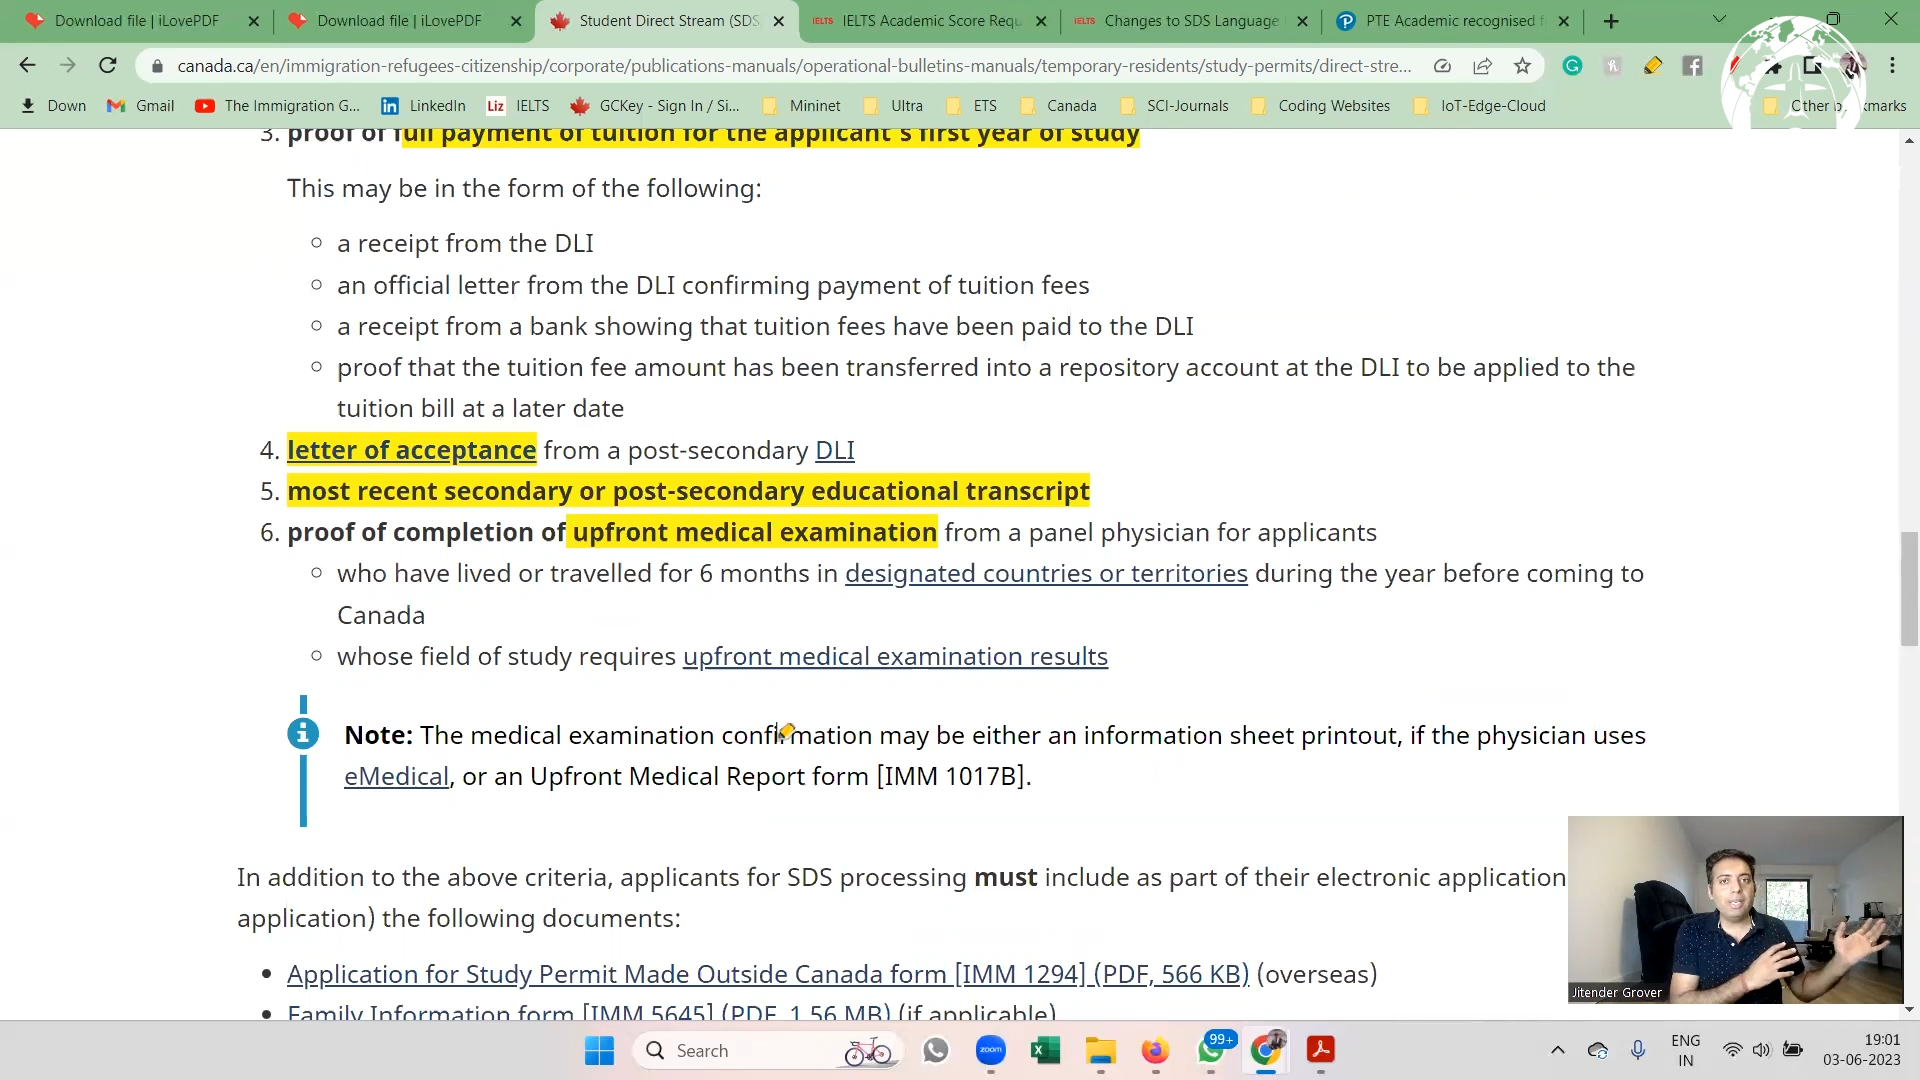 Download file | iLovePDF
Download file | iLovePDF
Student Direct Stream (SDS
IELTS IELTS Academic Score Requ
IELTS Changes to SDS Language
PTE Academic recognised f
canada.ca/en/immigration-refugees-citizenship/corporate/publications-manuals/operational-bulletins-manuals/temporary-residents/study-permits/direct-stre...
Down Gmail The Immigration G... LinkedIn Liz IELTS GCKey - Sign In / Si... Mininet Ultra ETS Canada SCI-Journals Coding Websites IoT-Edge-Cloud
3. proof of full payment of tuition for the applicant's first year of study
This may be in the form of the following:
a receipt from the DLI
an official letter from the DLI confirming payment of tuition fees
a receipt from a bank showing that tuition fees have been paid to the DLI
proof that the tuition fee amount has been transferred into a repository account at the DLI to be applied to the
tuition bill at a later date
4. letter of acceptance from a post-secondary DLI
5. most recent secondary or post-secondary educational transcript
6. proof of completion of upfront medical examination from a panel physician for applicants
who have lived or travelled for 6 months in designated countries or territories during the year before coming to
Canada
whose field of study requires upfront medical examination results
Note: The medical examination confirmation may be either an information sheet printout, if the physician uses
eMedical, or an Upfront Medical Report form [IMM 1017B].
In addition to the above criteria, applicants for SDS processing must include as part of their electronic application
application) the following documents:
Application for Study Permit Made Outside Canada form [IMM 1294] (PDF, 566 KB) (overseas)
Family Information form [IMM 5645] (PDF, 1.56 MB) (if applicable)
Jitender Grover
Search
zoom
99+
ENG
IN
19:01
03-06-2023